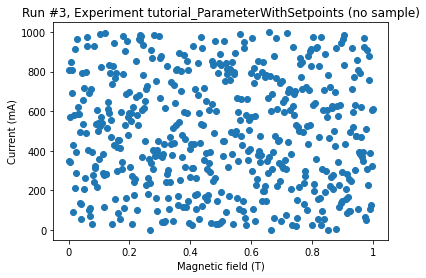 Run #3, Experiment tutorial_ParameterWithSetpoints (no sample)
1000
800
600
400
200
0
Current (mA)
0 0.2 0.4 0.6 0.8 1
Magnetic field (T)